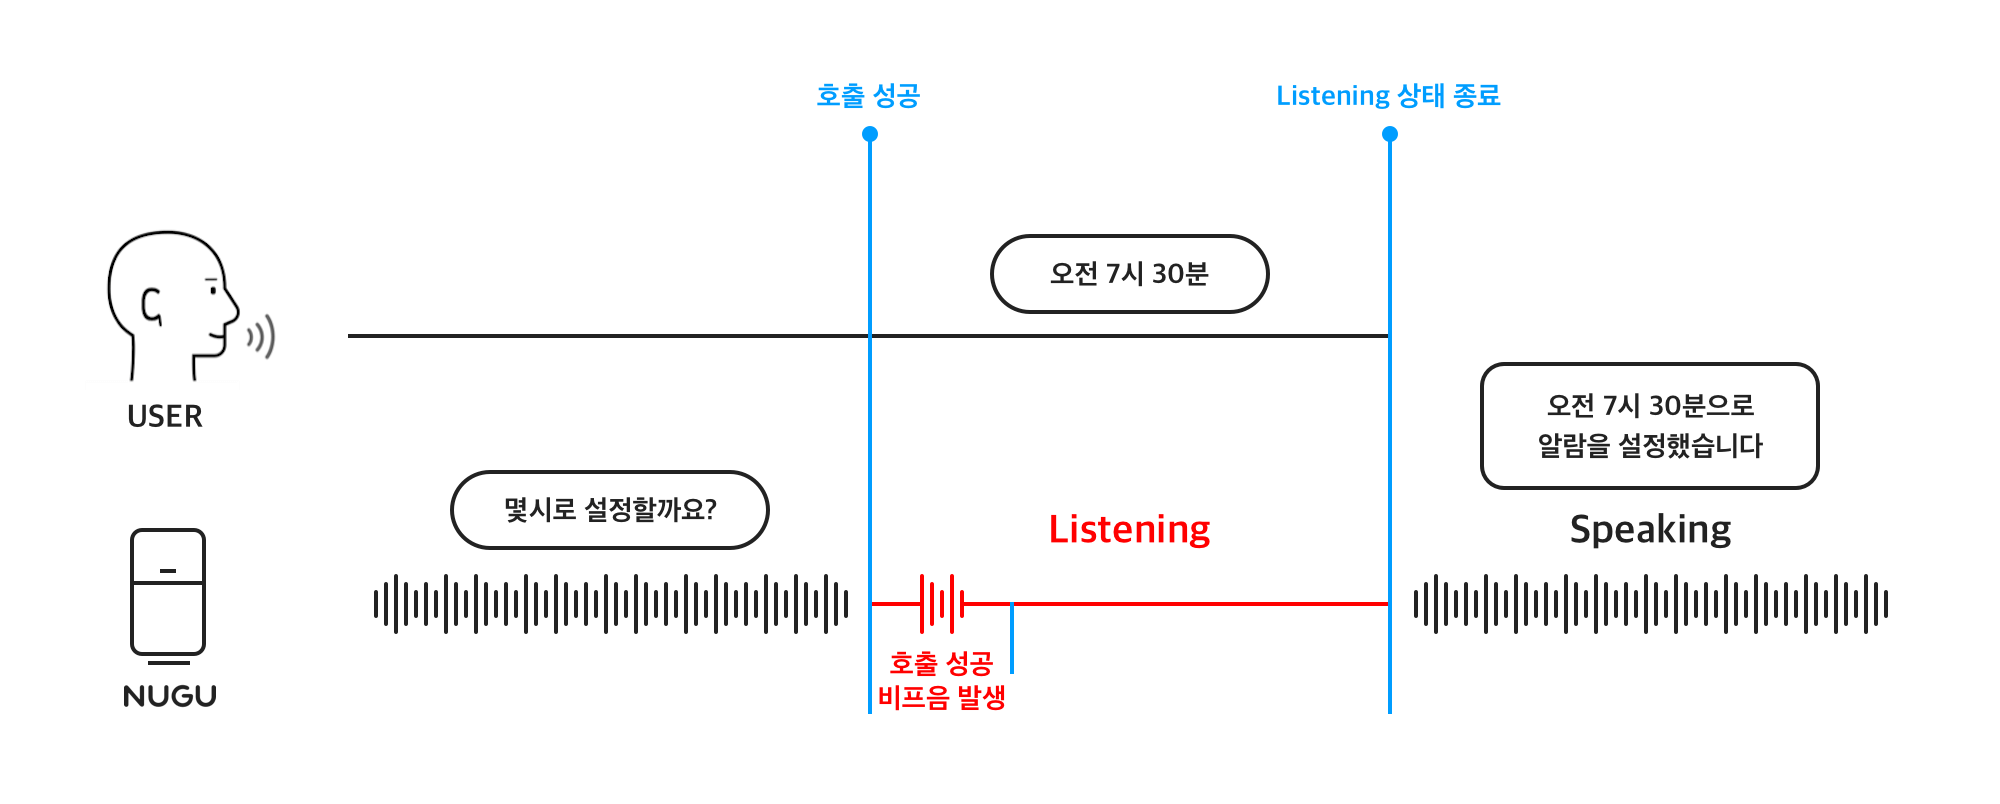 호출 성공
Listening 상태 종료
오전 7시 30분
USER
오전 7시 30분으로
알람을 설정했습니다
몇시로 설정할까요?
Listening
Speaking
호출 성공
비프음 발생
NUGU